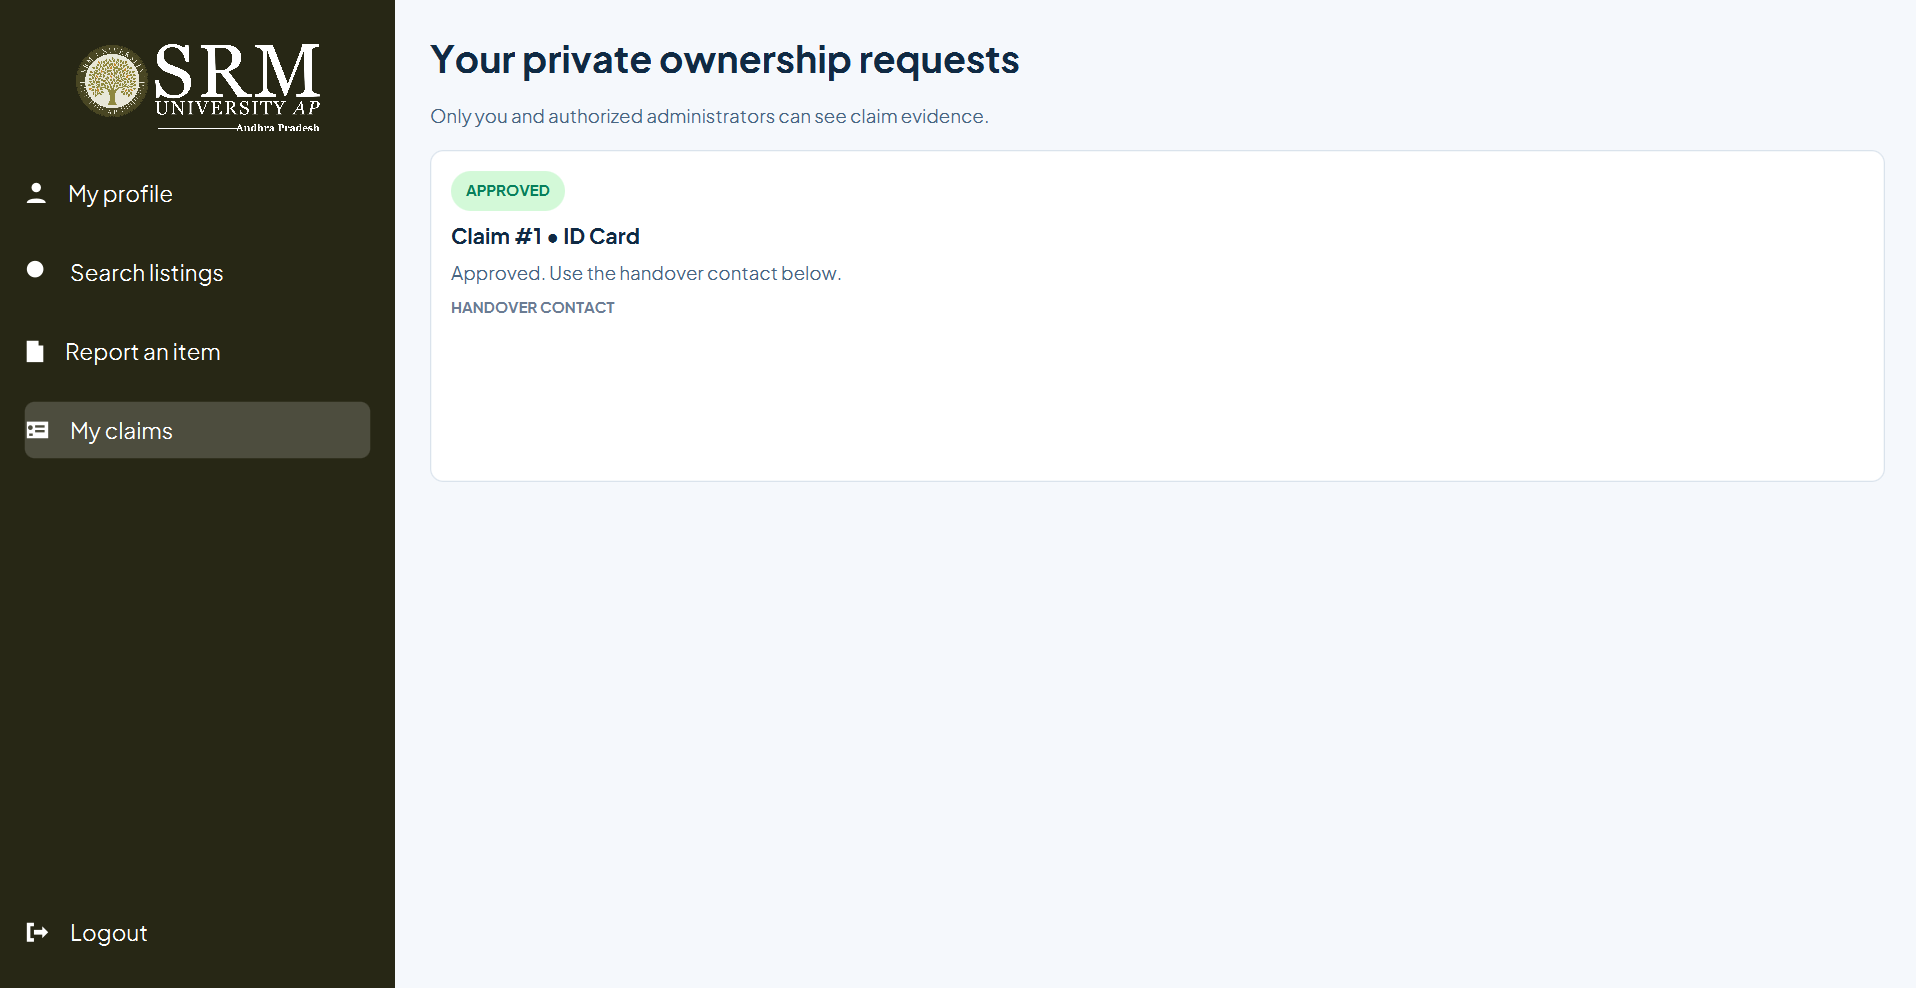 SRM
UNIVERSITY AP
Andhra Pradesh
My profile
Search listings
Report an item
My claims
Logout
Your private ownership requests
Only you and authorized administrators can see claim evidence.
APPROVED
Claim #1 • ID Card
Approved. Use the handover contact below.
HANDOVER CONTACT